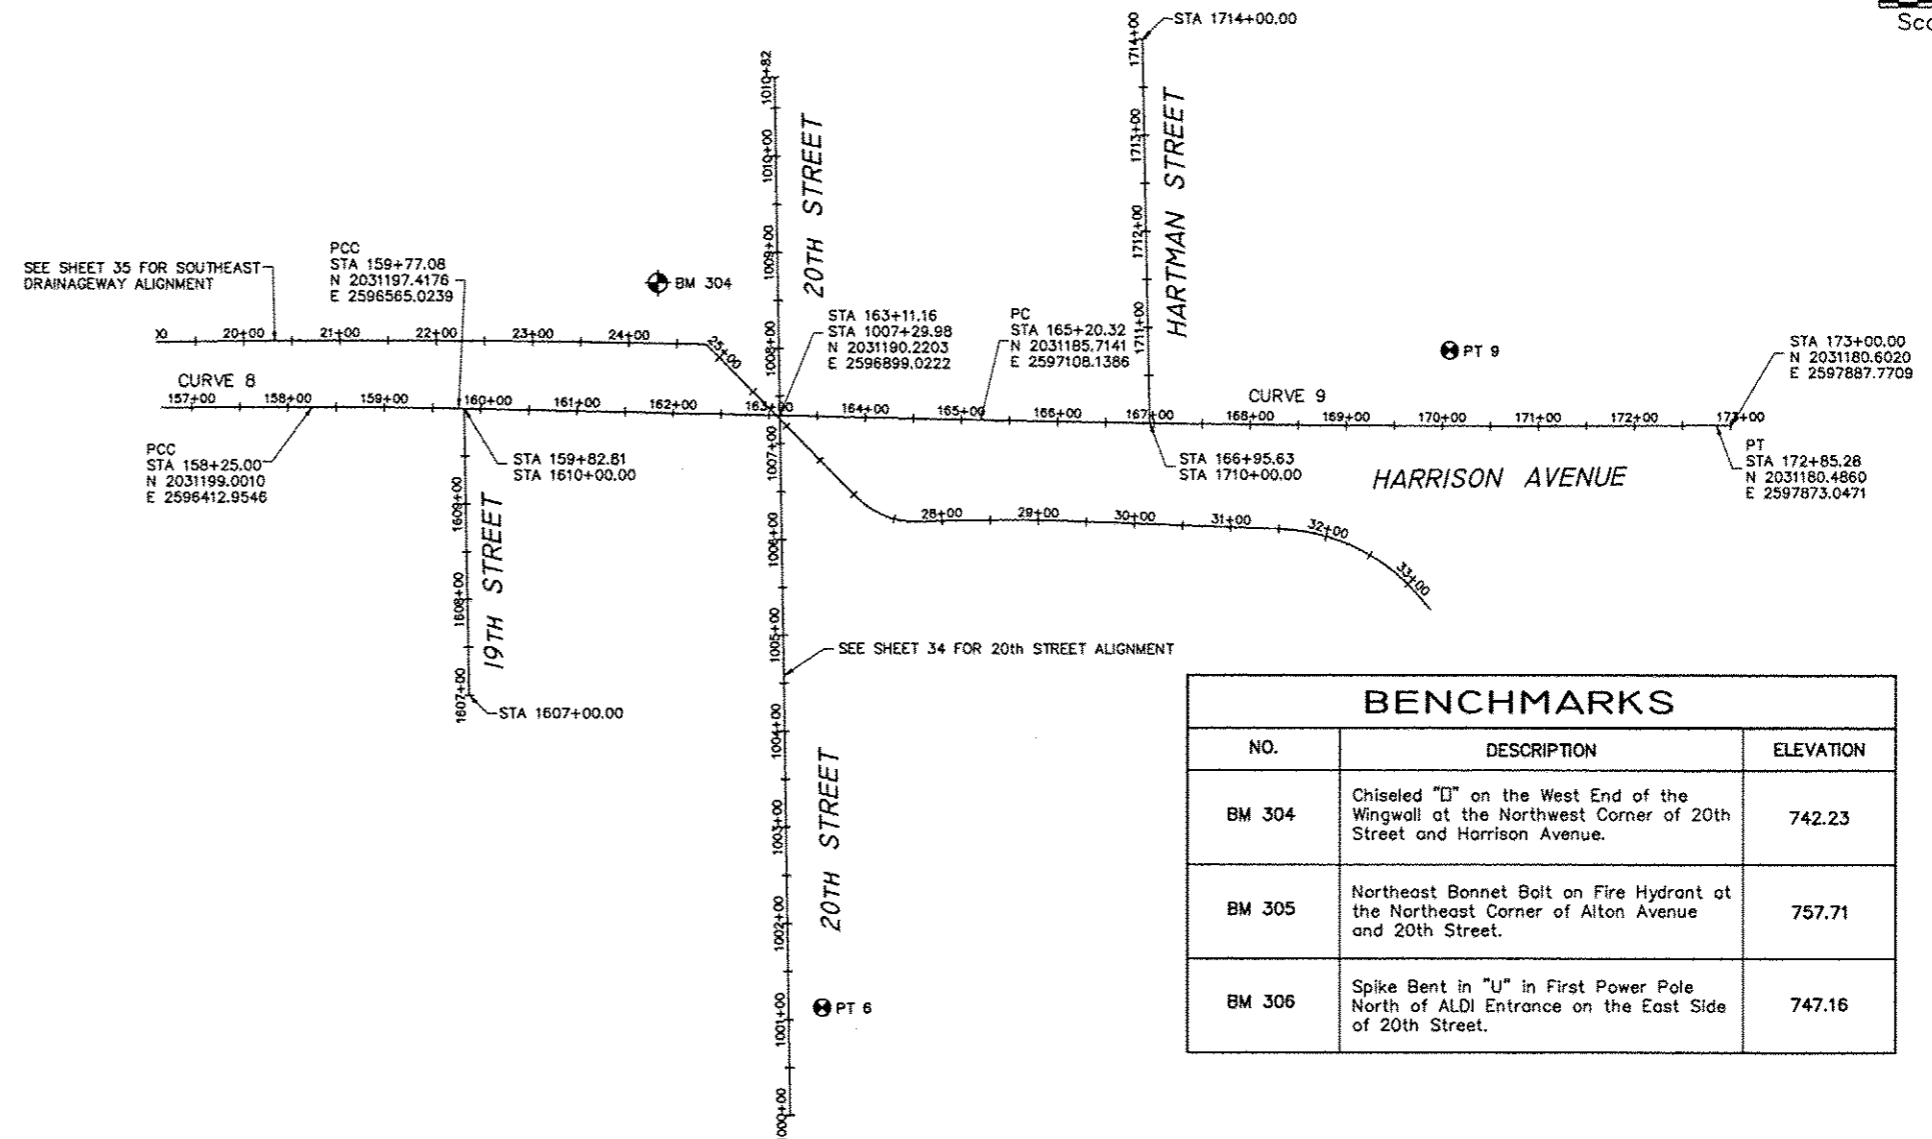 Sco
STA 1714+00.00
1714+00
1713+00
1712+00
1711+00
HARTMAN STREET
1010+82
1010+00
1009+00
1008+00
20TH STREET
SEE SHEET 35 FOR SOUTHEAST
DRAINAGEWAY ALIGNMENT
PCC
STA 159+77.08
N 2031197.4176
E 2596565.0239
BM 304
STA 163+11.16
STA 1007+29.98
N 2031190.2203
E 2596899.0222
PC
STA 165+20.32
N 2031185.7141
E 2597108.1386
PT 9
STA 173+00.00
N 2031180.6020
E 2597887.7709
20+00 21+00 22+00 23+00 24+00 25+00
CURVE 8
CURVE 9
157+00 158+00 159+00 160+00 161+00 162+00 163+00 164+00 165+00 166+00 167+00 168+00 169+00 170+00 171+00 172+00 173+00
PCC
STA 158+25.00
N 2031199.0010
E 2596412.9546
STA 159+82.81
STA 1610+00.00
STA 166+95.63
STA 1710+00.00
HARRISON AVENUE
PT
STA 172+85.28
N 2031180.4860
E 2597873.0471
1609+00
1608+00
1607+00
19TH STREET
STA 1607+00.00
28+00 29+00 30+00 31+00 32+00 33+00
1007+00
1006+00
1005+00
1004+00
1003+00
1002+00
1001+00
000+00
SEE SHEET 34 FOR 20th STREET ALIGNMENT
20TH STREET
PT 6
BENCHMARKS
NO. DESCRIPTION ELEVATION
BM 304
Chiseled "□" on the West End of the
Wingwall at the Northwest Corner of 20th
Street and Harrison Avenue.
742.23
BM 305
Northeast Bonnet Bolt on Fire Hydrant at
the Northeast Corner of Alton Avenue
and 20th Street.
757.71
BM 306
Spike Bent in "U" in First Power Pole
North of ALDI Entrance on the East Side
of 20th Street.
747.16